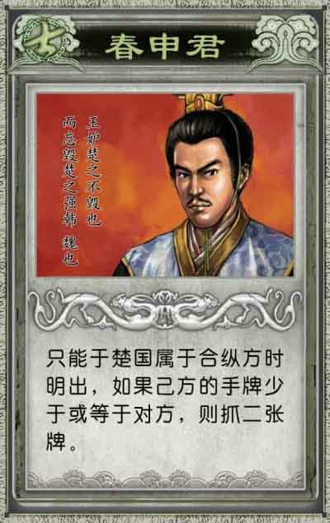 七
春申君
王妒楚之不毁也
而忘毁楚之强韩 魏也
只能于楚国属于合纵方时
明出，如果己方的手牌少
于或等于对方，则抓二张
牌。